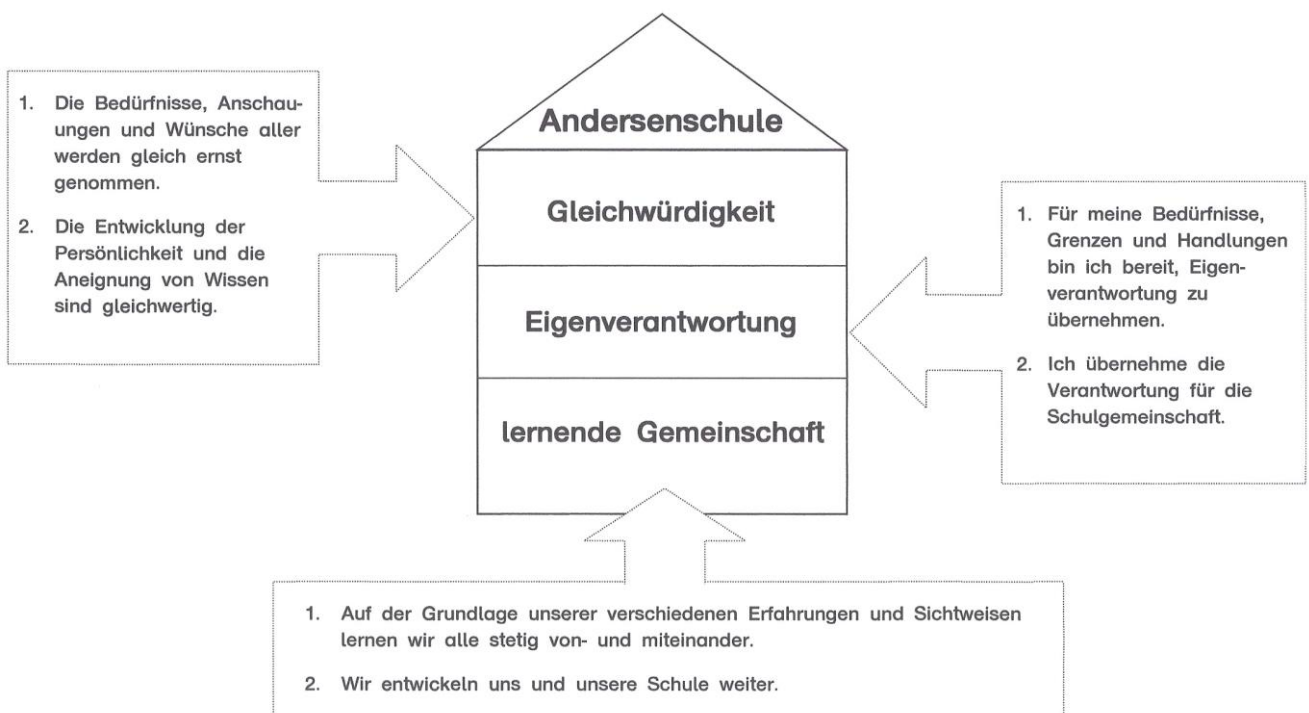 Andersenschule
Gleichwürdigkeit
Eigenverantwortung
lernende Gemeinschaft
1. Die Bedürfnisse, Anschau-
ungen und Wünsche aller
werden gleich ernst
genommen.
2. Die Entwicklung der
Persönlichkeit und die
Aneignung von Wissen
sind gleichwertig.
1. Für meine Bedürfnisse,
Grenzen und Handlungen
bin ich bereit, Eigen-
verantwortung zu
übernehmen.
2. Ich übernehme die
Verantwortung für die
Schulgemeinschaft.
1. Auf der Grundlage unserer verschiedenen Erfahrungen und Sichtweisen
lernen wir alle stetig von- und miteinander.
2. Wir entwickeln uns und unsere Schule weiter.